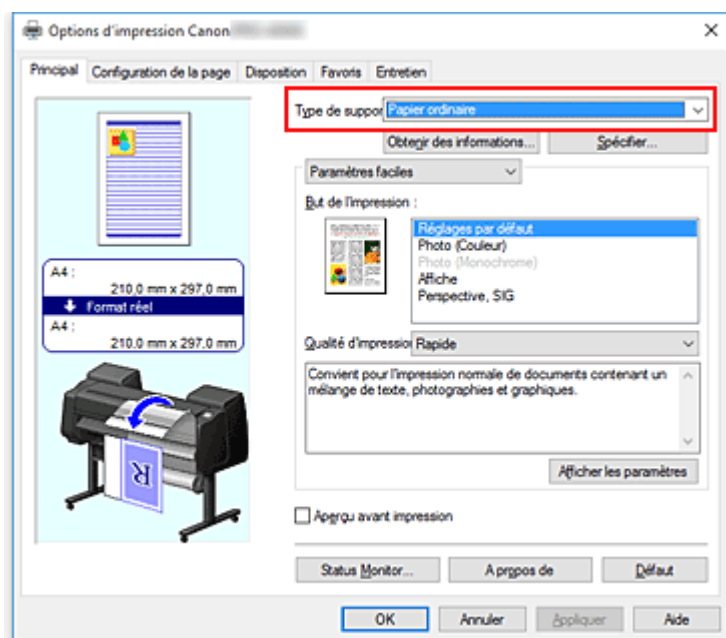 Options d'impression Canon
Principal Configuration de la page Disposition Favoris Entretien
Type de suppor Papier ordinaire
Obtenir des informations... Spécifier...
Paramètres faciles
But de l'impression :
Réglages par défaut
Photo (Couleur)
Photo (Monochrome)
Affiche
Perspective, SIG
A4 :
210,0 mm x 297,0 mm
Format réel
A4 :
210,0 mm x 297,0 mm
Qualité d'impressio Rapide
Convient pour l'impression normale de documents contenant un
mélange de texte, photographies et graphiques.
R
Afficher les paramètres
Aperçu avant impression
Status Monitor... A propos de Défaut
OK Annuler Appliquer Aide